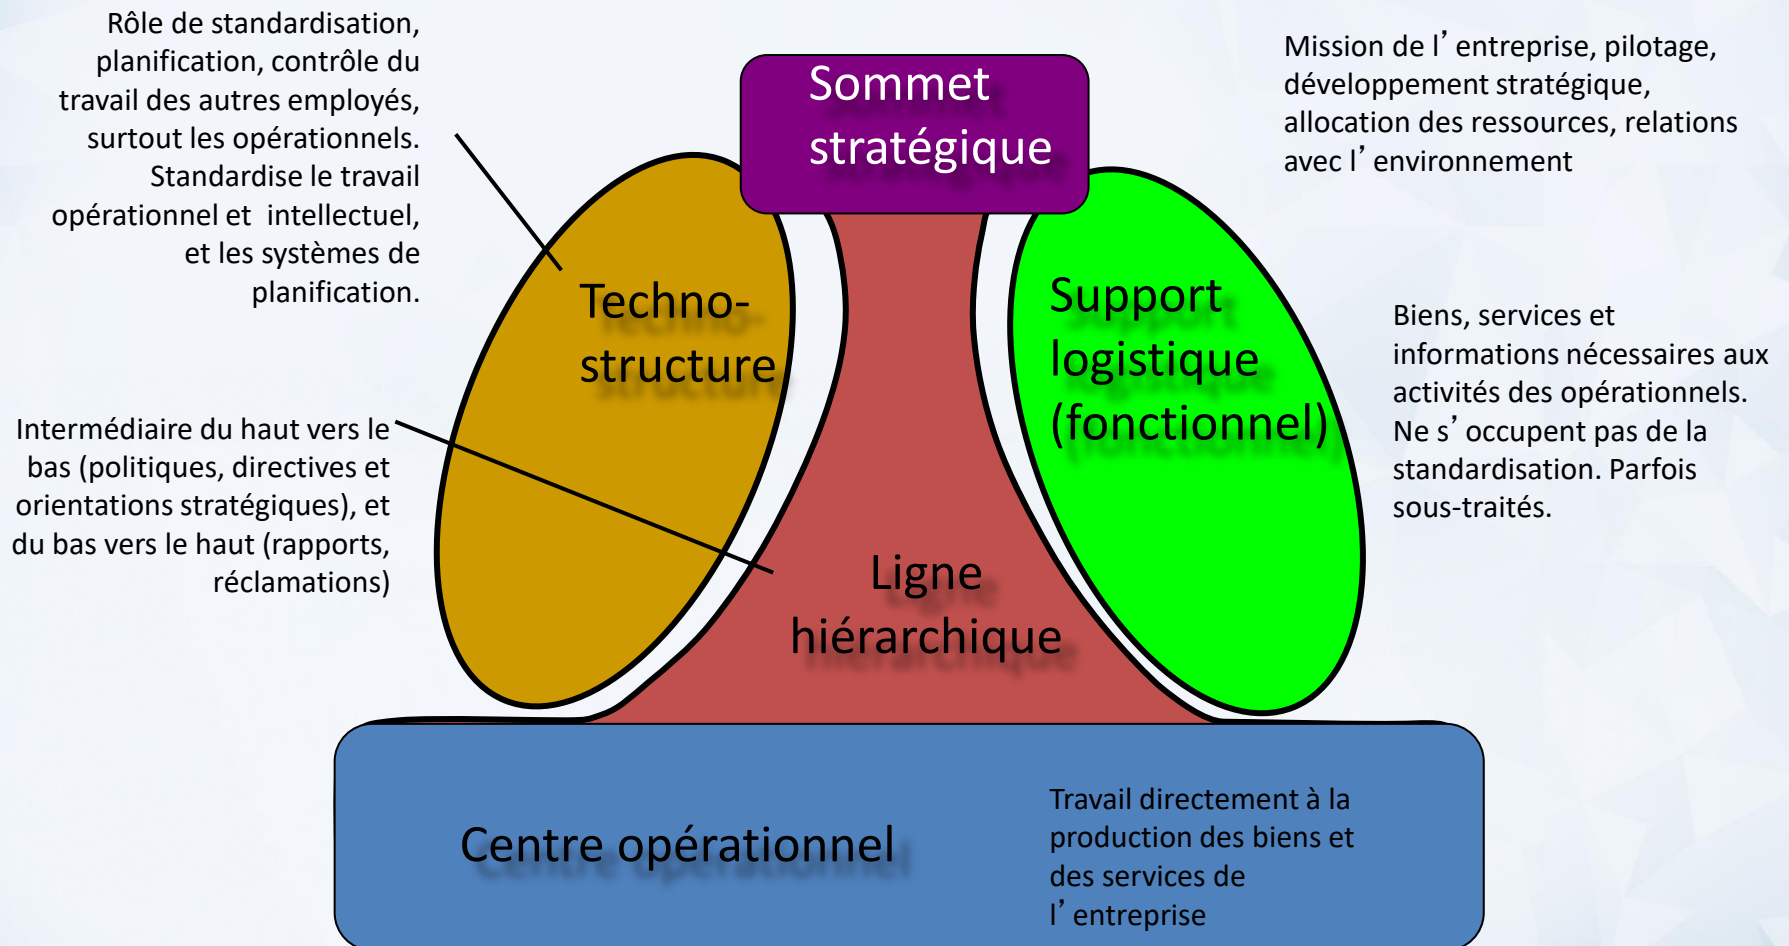 Rôle de standardisation,
planification, contrôle du
travail des autres employés,
surtout les opérationnels.
Standardise le travail
opérationnel et intellectuel,
et les systèmes de
planification.
Sommet
stratégique
Mission de l’entreprise, pilotage,
développement stratégique,
allocation des ressources, relations
avec l’environnement
Techno-
structure
Support
logistique
(fonctionnel)
Biens, services et
informations nécessaires aux
activités des opérationnels.
Ne s’occupent pas de la
standardisation. Parfois
sous-traités.
Intermédiaire du haut vers le
bas (politiques, directives et
orientations stratégiques), et
du bas vers le haut (rapports,
réclamations)
Ligne
hiérarchique
Centre opérationnel
Travail directement à la
production des biens et
des services de
l’entreprise